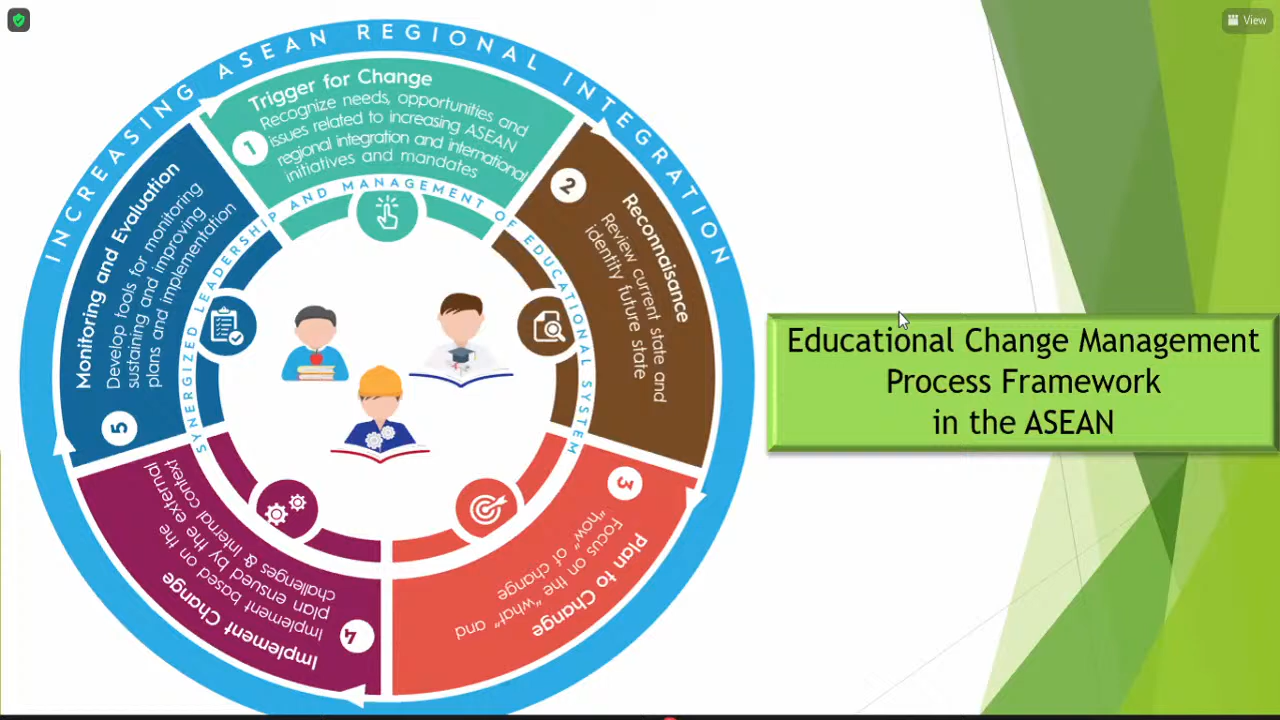 View
INCREASING ASEAN REGIONAL INTEGRATION
1
Trigger for Change
Recognize needs, opportunities and
issues related to increasing ASEAN
regional integration and international
initiatives and mandates
2
Reconnaisance
Review current state and
identify future state
3
Plan to Change
Focus on the "what" and
"how" of change
4
Implement Change
Implement based on the
plan ensued by the external
challenges & Internal context
5
Monitoring and Evaluation
Develop tools for monitoring
sustaining and improving
plans and implementation
SYNERGIZED LEADERSHIP AND MANAGEMENT OF EDUCATIONAL SYSTEM
Educational Change Management
Process Framework
in the ASEAN